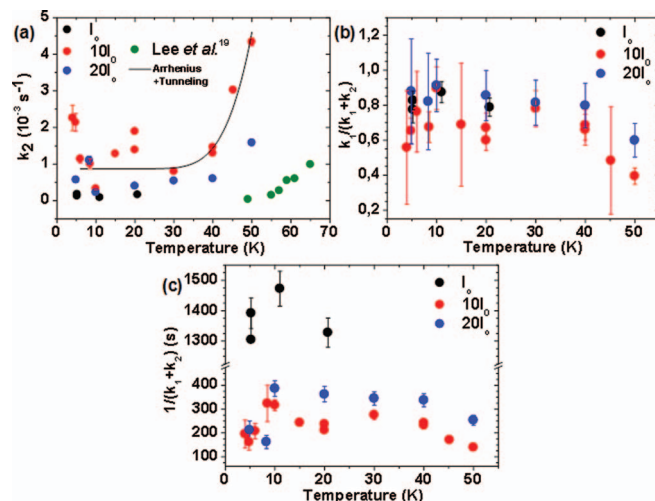 (a)
k₂ (10⁻³ s⁻¹)
5
4
3
2
1
0
I₀
10I₀
20I₀
Lee et al.¹⁹
Arrhenius
+Tunneling
0 10 20 30 40 50 60 70
Temperature (K)
(b)
k₁/(k₁+k₂)
1,2
1,0
0,8
0,6
0,4
0,2
I₀
10I₀
20I₀
0 10 20 30 40 50
Temperature (K)
(c)
1/(k₁+k₂) (s)
1500
1400
1300
400
300
200
100
I₀
10I₀
20I₀
0 10 20 30 40 50
Temperature (K)